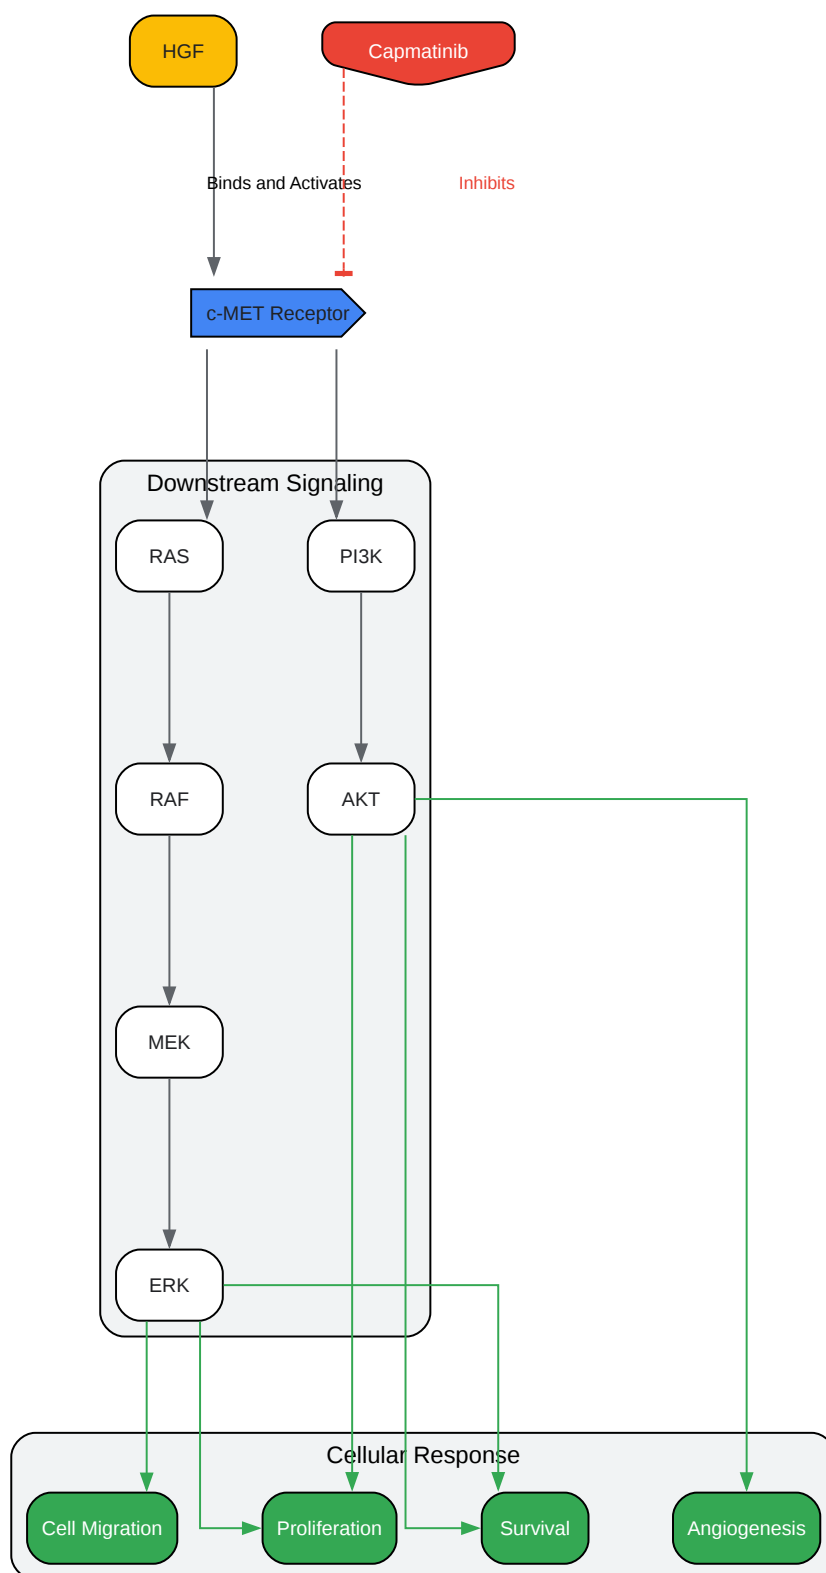 HGF
Capmatinib
Binds and Activates
Inhibits
c-MET Receptor
Downstream Signaling
RAS
PI3K
RAF
AKT
MEK
ERK
Cellular Response
Cell Migration
Proliferation
Survival
Angiogenesis